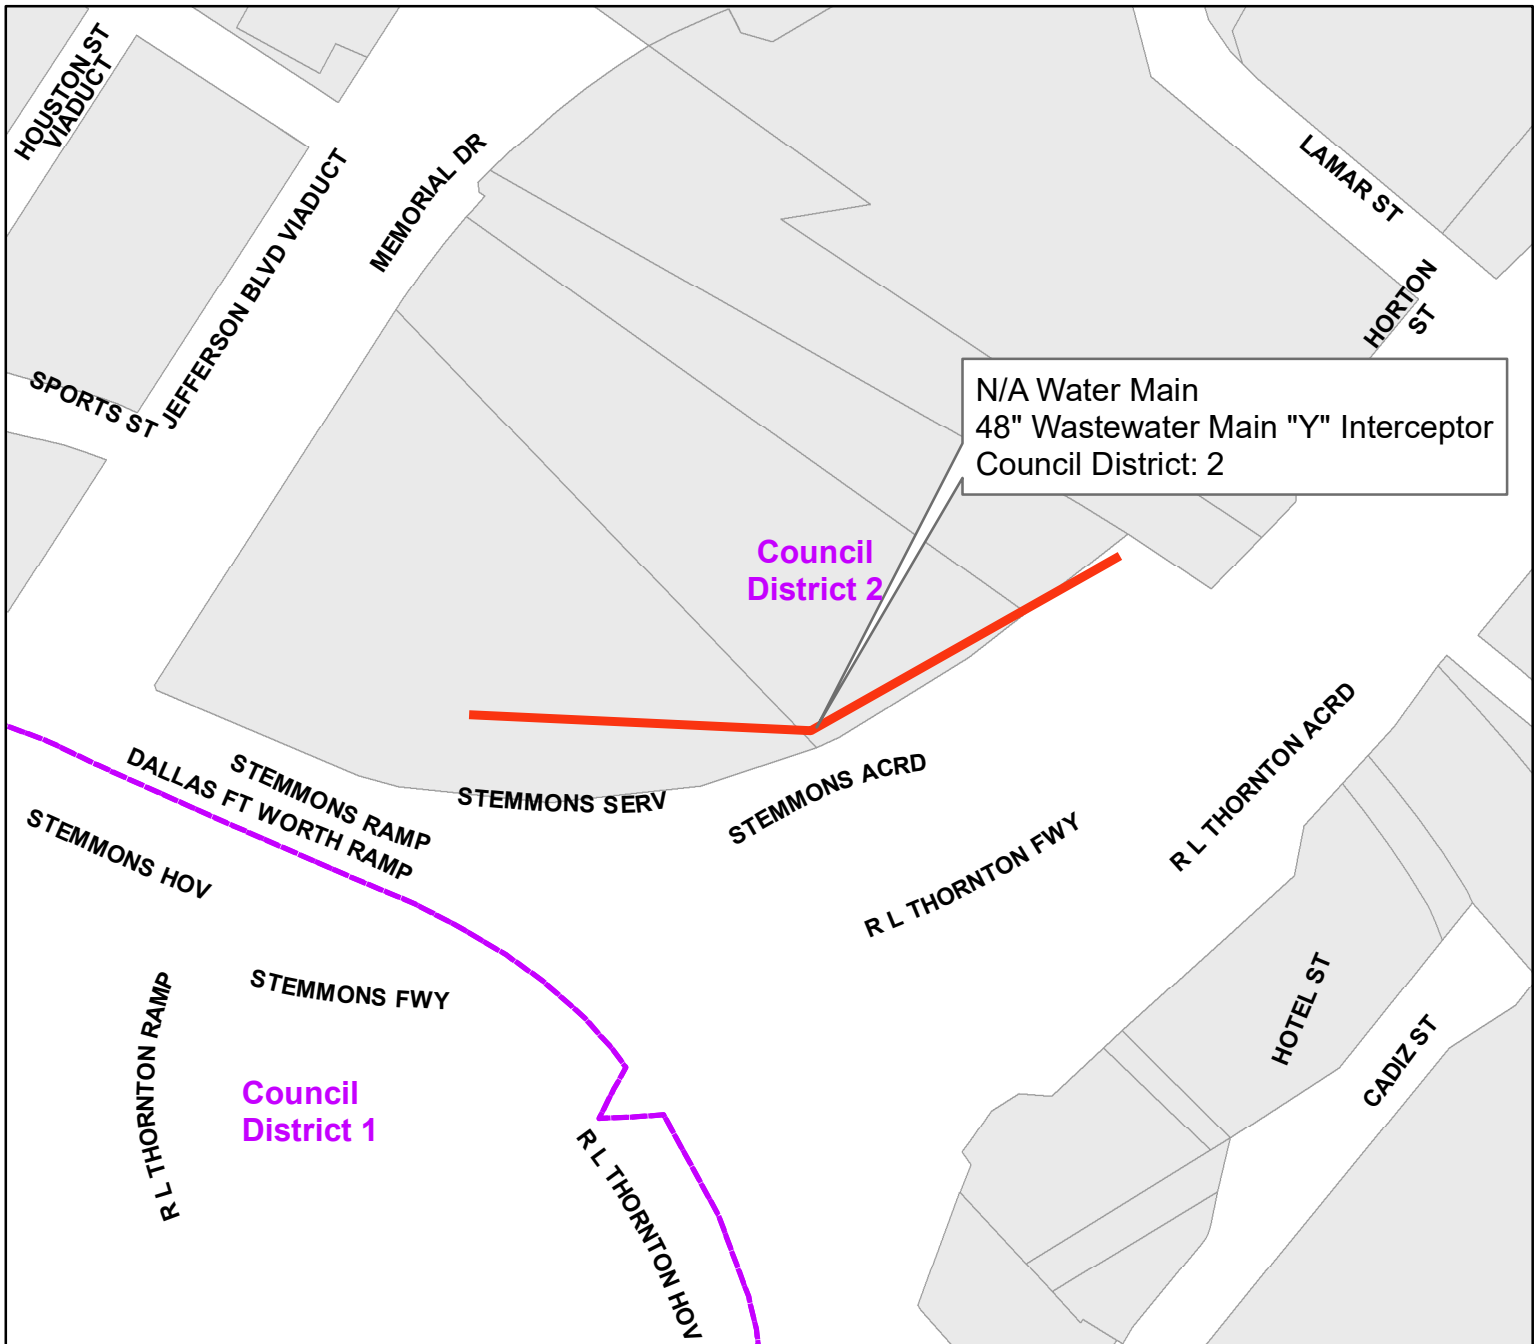 HOUSTON ST
VIADUCT
MEMORIAL DR
JEFFERSON BLVD VIADUCT
LAMAR ST
HORTON
ST
SPORTS ST
N/A Water Main
48" Wastewater Main "Y" Interceptor
Council District: 2
Council
District 2
STEMMONS RAMP
DALLAS FT WORTH RAMP
STEMMONS SERV
STEMMONS ACRD
STEMMONS HOV
R L THORNTON ACRD
R L THORNTON FWY
STEMMONS FWY
R L THORNTON RAMP
HOTEL ST
CADIZ ST
Council
District 1
R L THORNTON HOV